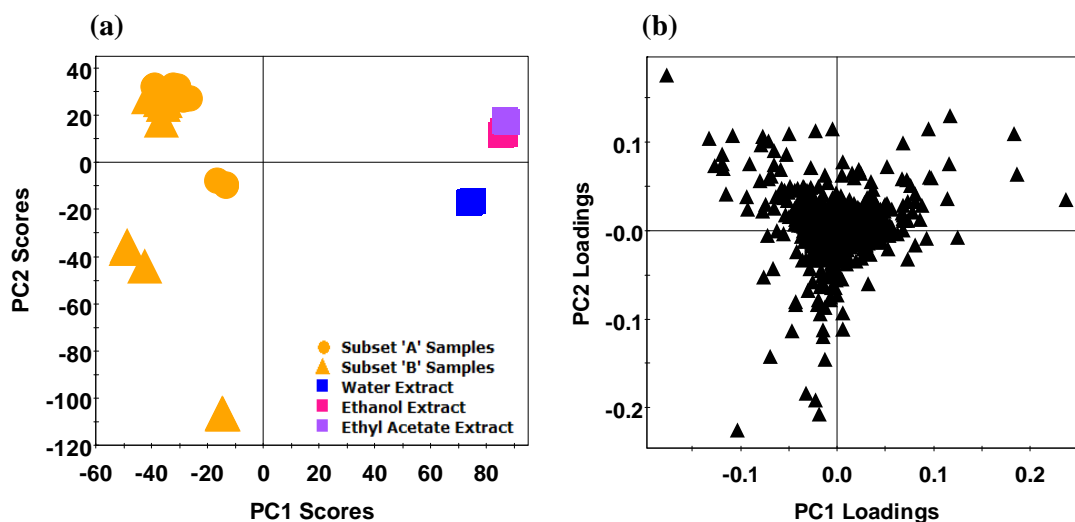 (a)
(b)
40
20
0
-20
-40
-60
-80
-100
-120
PC2 Scores
-60 -40 -20 0 20 40 60 80
PC1 Scores
Subset 'A' Samples
Subset 'B' Samples
Water Extract
Ethanol Extract
Ethyl Acetate Extract
0.1
-0.0
-0.1
-0.2
PC2 Loadings
-0.1 0.0 0.1 0.2
PC1 Loadings